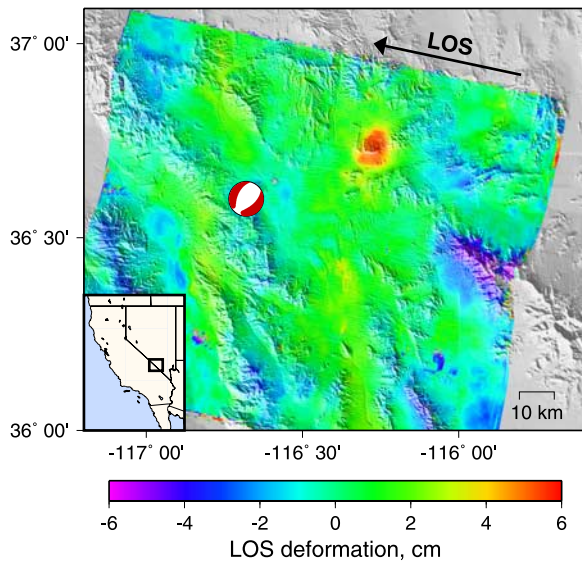 37° 00'
LOS
36° 30'
36° 00'
10 km
-117° 00'
-116° 30'
-116° 00'
-6 -4 -2 0 2 4 6
LOS deformation, cm